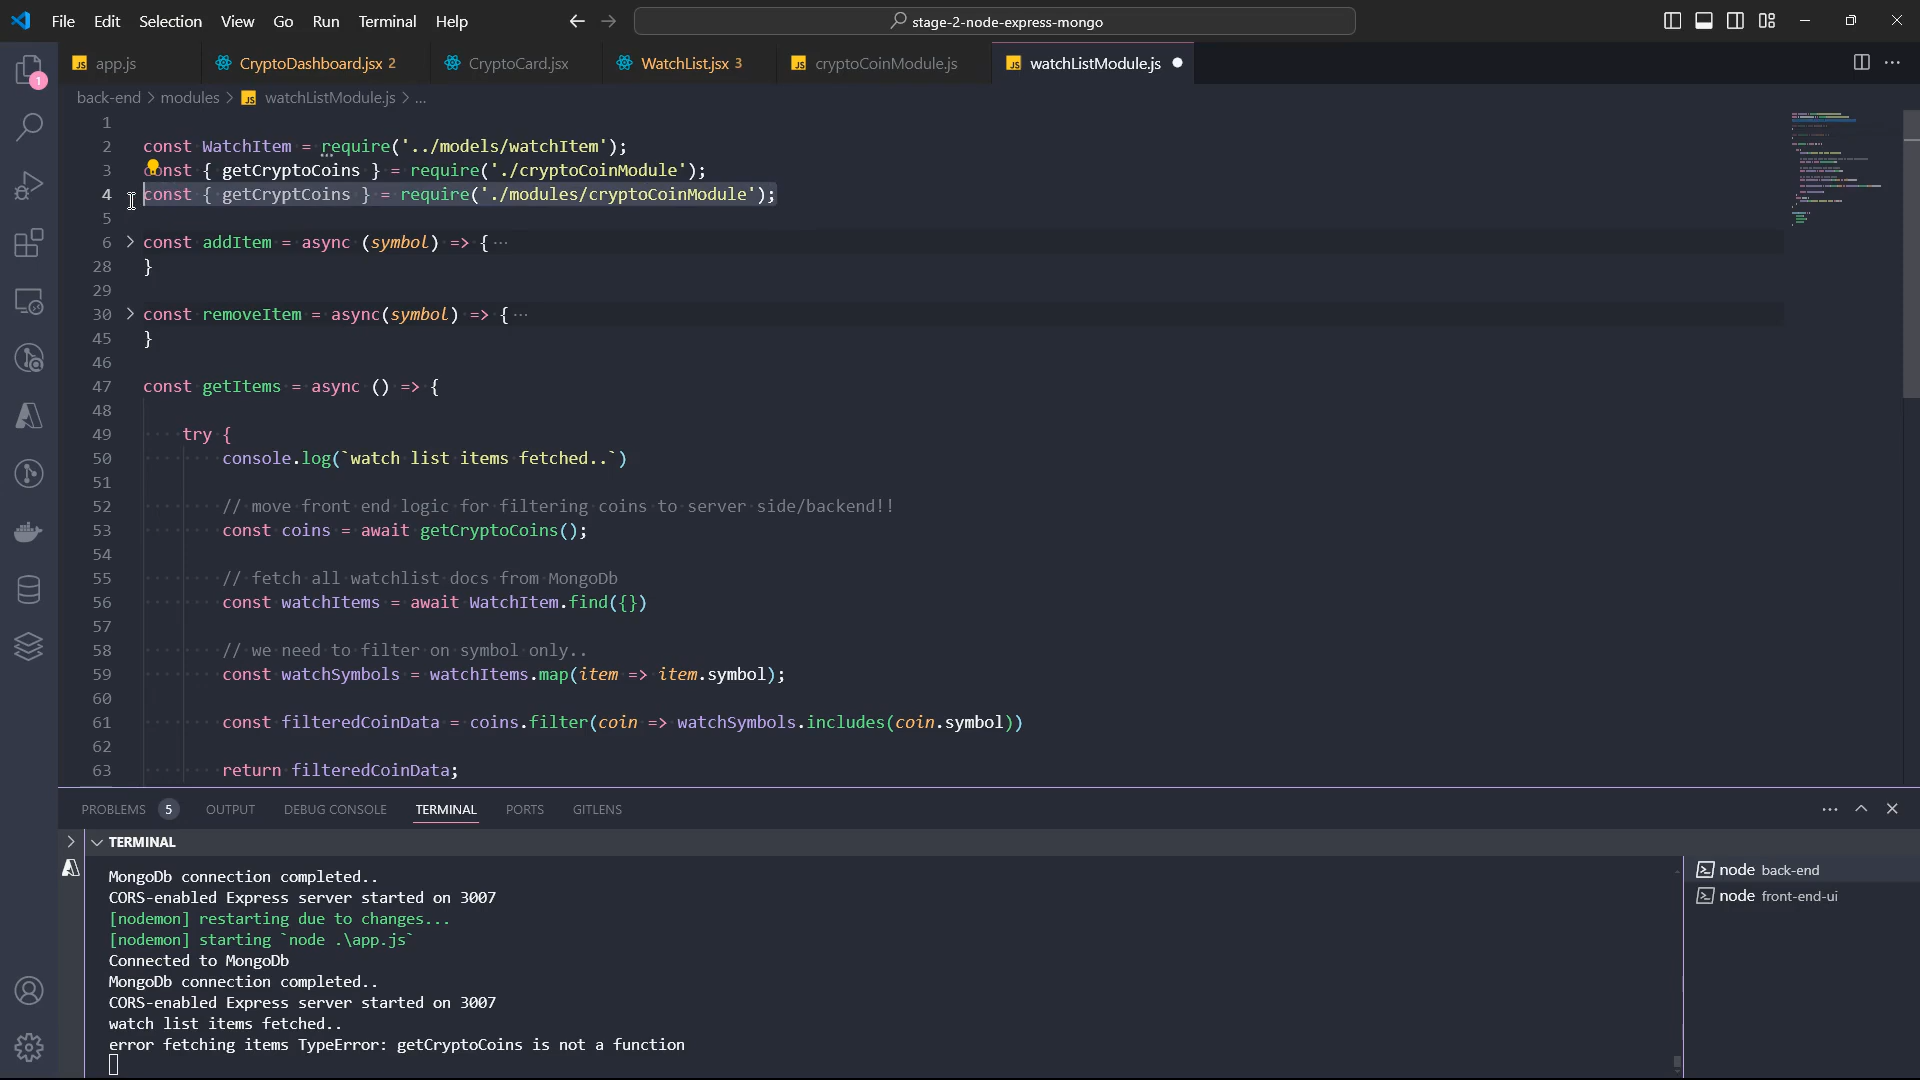 File Edit Selection View Go Run Terminal Help
stage-2-node-express-mongo
JS app.js
CryptoDashboard.jsx 2
CryptoCard.jsx
WatchList.jsx 3
JS cryptoCoinModule.js
JS watchListModule.js
back-end > modules > JS watchListModule.js > ...
1
1
2 const WatchItem = require('../models/watchItem');
3 const { getCryptoCoins } = require('./cryptoCoinModule');
4 const { getCryptCoins } = require('./modules/cryptoCoinModule');
5
6 const addItem = async (symbol) => { ···
28 }
29
30 const removeItem = async(symbol) => { ···
45 }
46
47 const getItems = async () => {
48
49 try {
50 console.log(`watch list items fetched..`)
51
52 // move front end logic for filtering coins to server side/backend!!
53 const coins = await getCryptoCoins();
54
55 // fetch all watchlist docs from MongoDb
56 const watchItems = await WatchItem.find({})
57
58 // we need to filter on symbol only..
59 const watchSymbols = watchItems.map(item => item.symbol);
60
61 const filteredCoinData = coins.filter(coin => watchSymbols.includes(coin.symbol))
62
63 return filteredCoinData;
PROBLEMS 5 OUTPUT DEBUG CONSOLE TERMINAL PORTS GITLENS
TERMINAL
MongoDb connection completed..
CORS-enabled Express server started on 3007
[nodemon] restarting due to changes...
[nodemon] starting `node .\app.js`
Connected to MongoDb
MongoDb connection completed..
CORS-enabled Express server started on 3007
watch list items fetched..
error fetching items TypeError: getCryptoCoins is not a function
node back-end
node front-end-ui